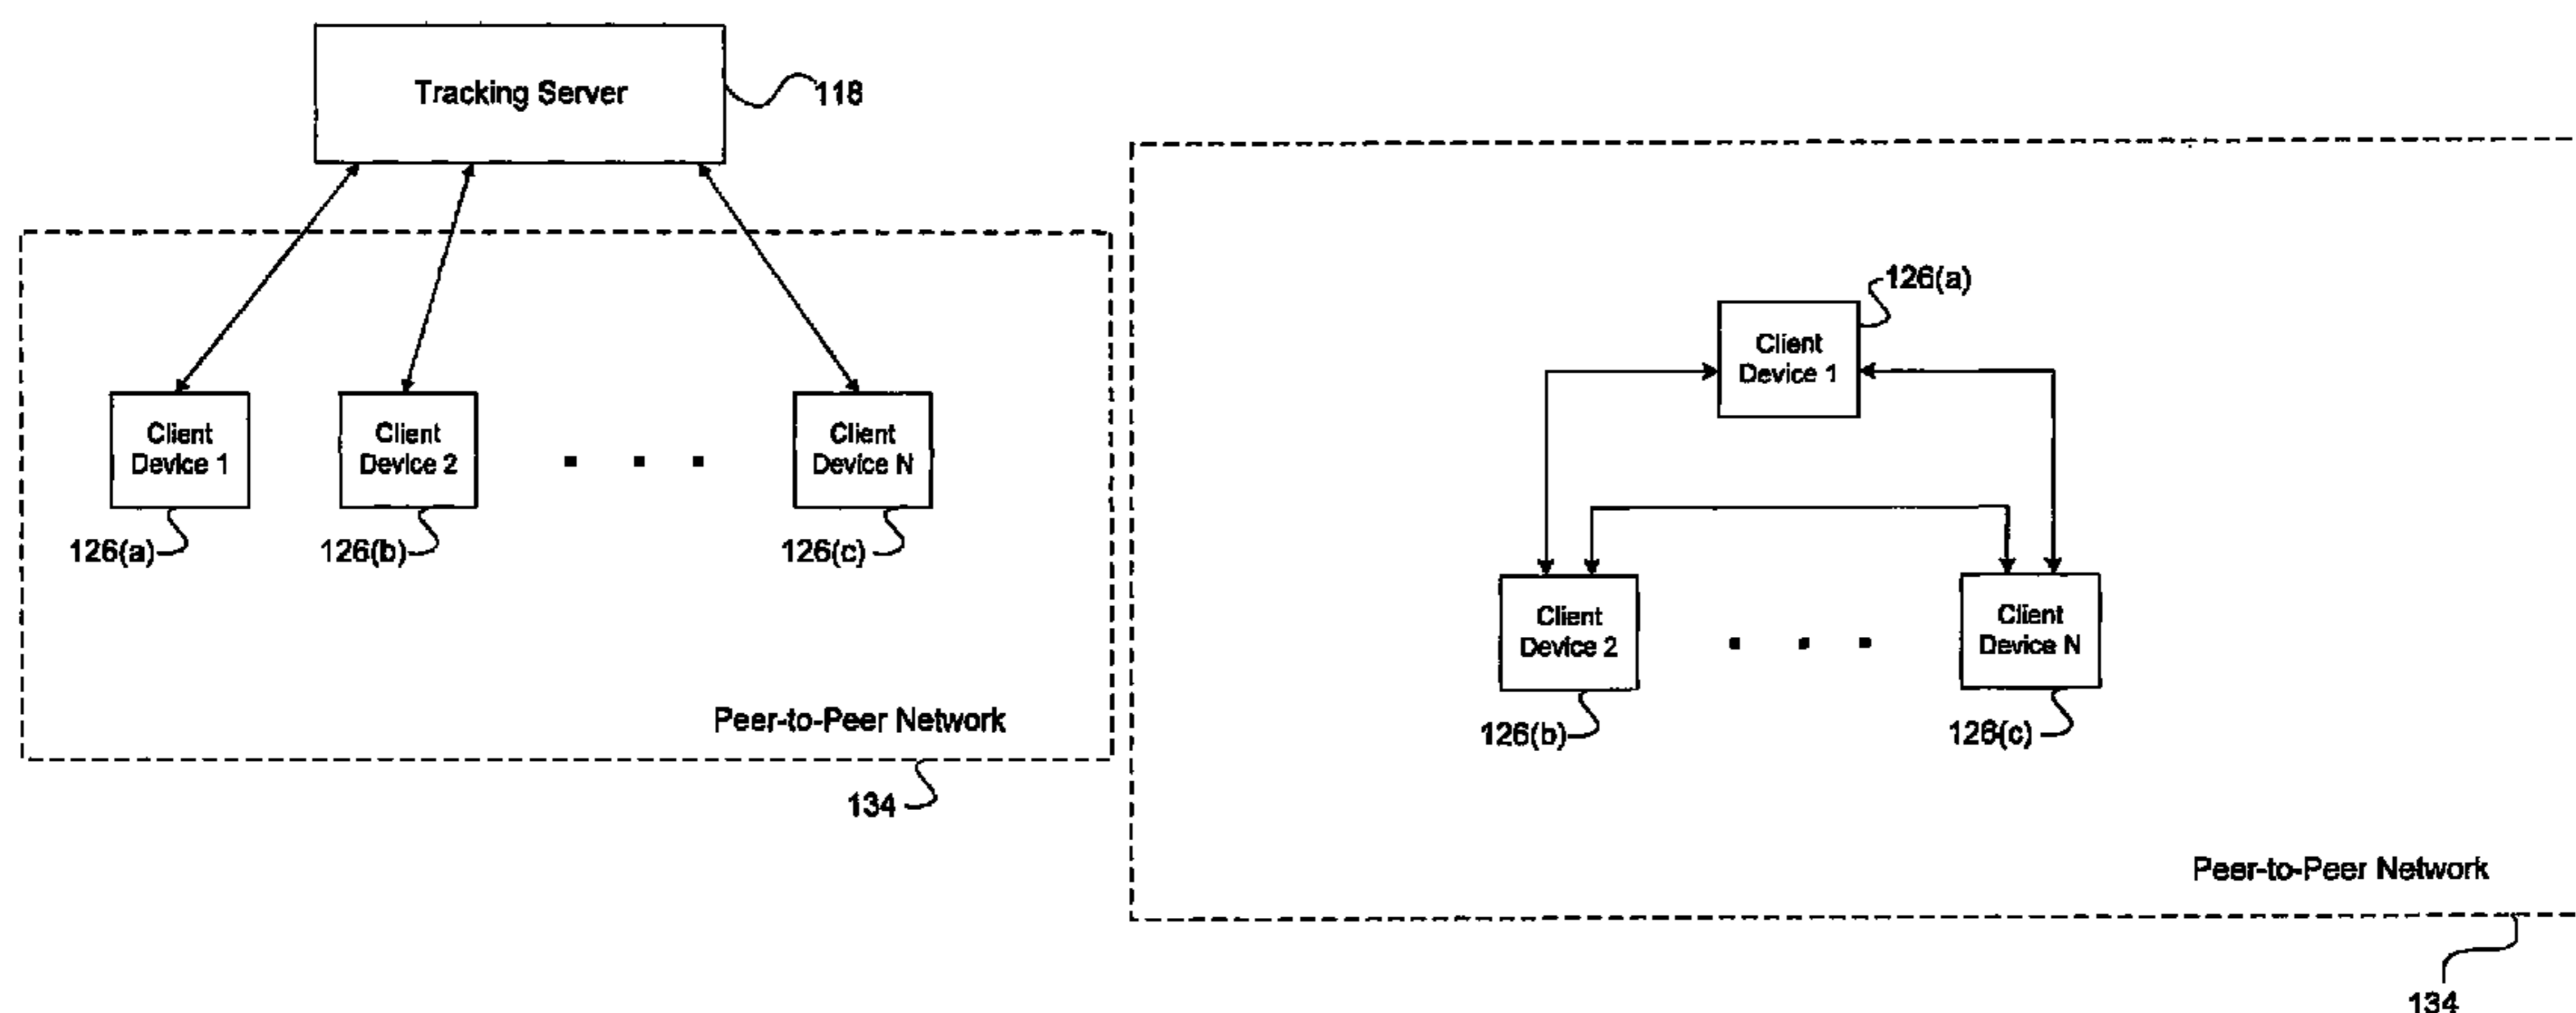 Tracking Server
118
Client
Device 1
Client
Device 2
Client
Device N
126(a)
126(b)
126(c)
Peer-to-Peer Network
134
126(a)
Client
Device 1
Client
Device 2
Client
Device N
126(b)
126(c)
Peer-to-Peer Network
134